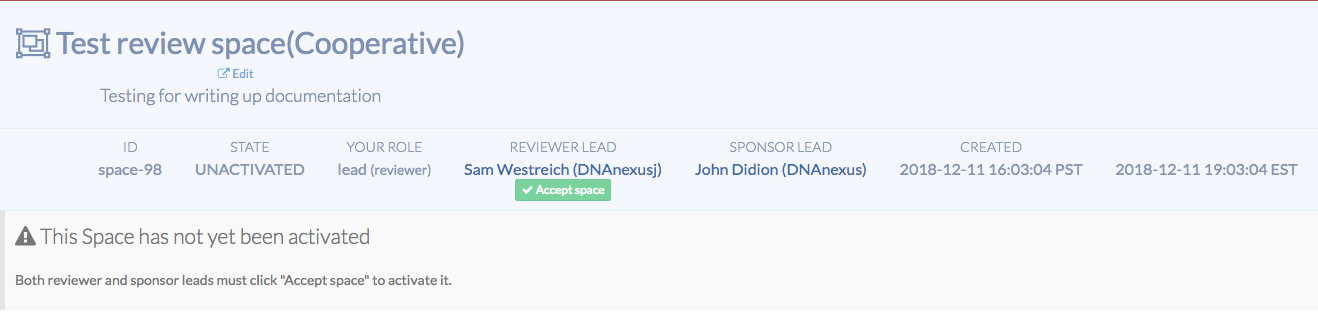 Test review space(Cooperative)
Edit
Testing for writing up documentation
ID STATE YOUR ROLE REVIEWER LEAD SPONSOR LEAD CREATED
space-98 UNACTIVATED lead (reviewer) Sam Westreich (DNAnexusj) John Didion (DNAnexus) 2018-12-11 16:03:04 PST 2018-12-11 19:03:04 EST
Accept space
This Space has not yet been activated
Both reviewer and sponsor leads must click "Accept space" to activate it.